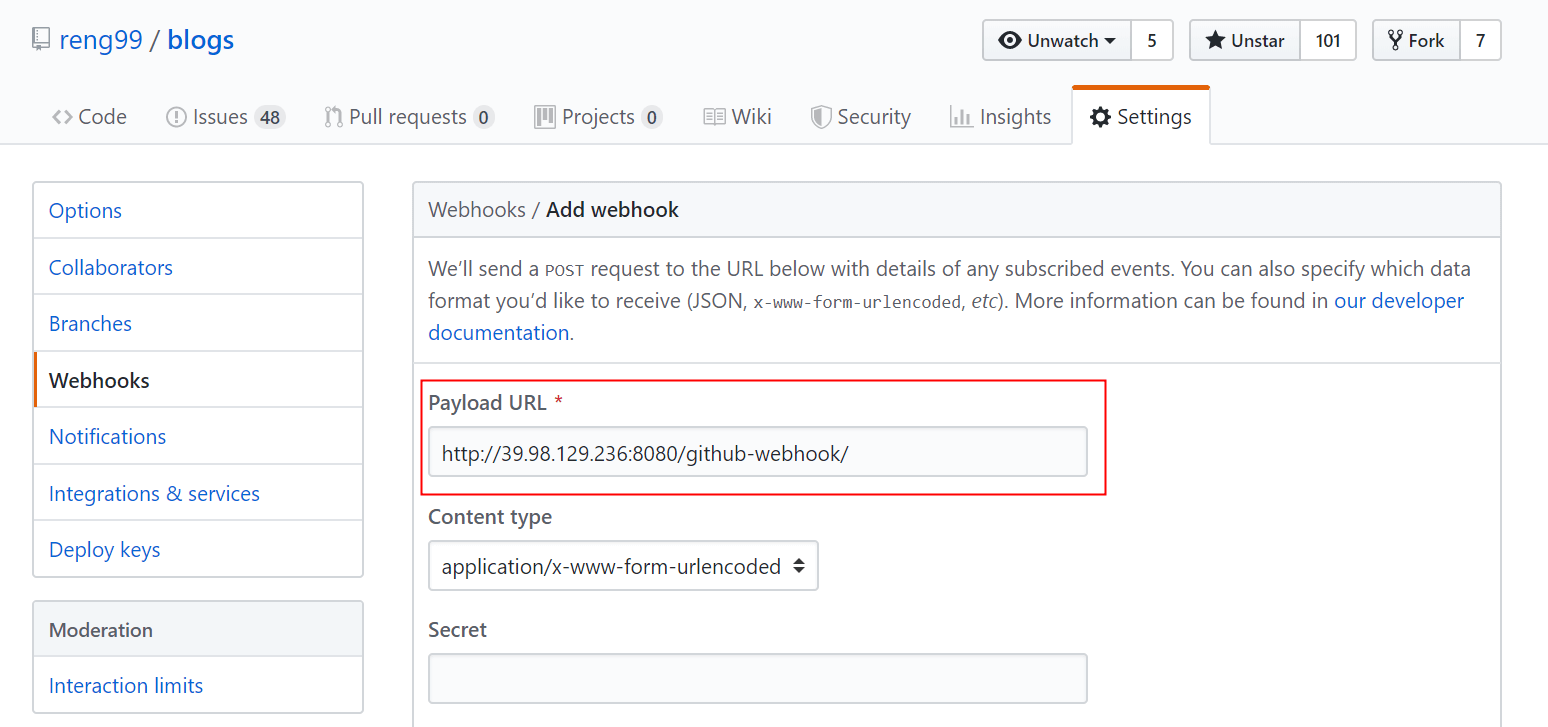 reng99 / blogs
Unwatch 5 Unstar 101 Fork 7
Code Issues 48 Pull requests 0 Projects 0 Wiki Security Insights Settings
Options
Collaborators
Branches
Webhooks
Notifications
Integrations & services
Deploy keys
Moderation
Interaction limits
Webhooks / Add webhook
We’ll send a POST request to the URL below with details of any subscribed events. You can also specify which data
format you’d like to receive (JSON, x-www-form-urlencoded, etc). More information can be found in our developer
documentation.
Payload URL *
http://39.98.129.236:8080/github-webhook/
Content type
application/x-www-form-urlencoded
Secret